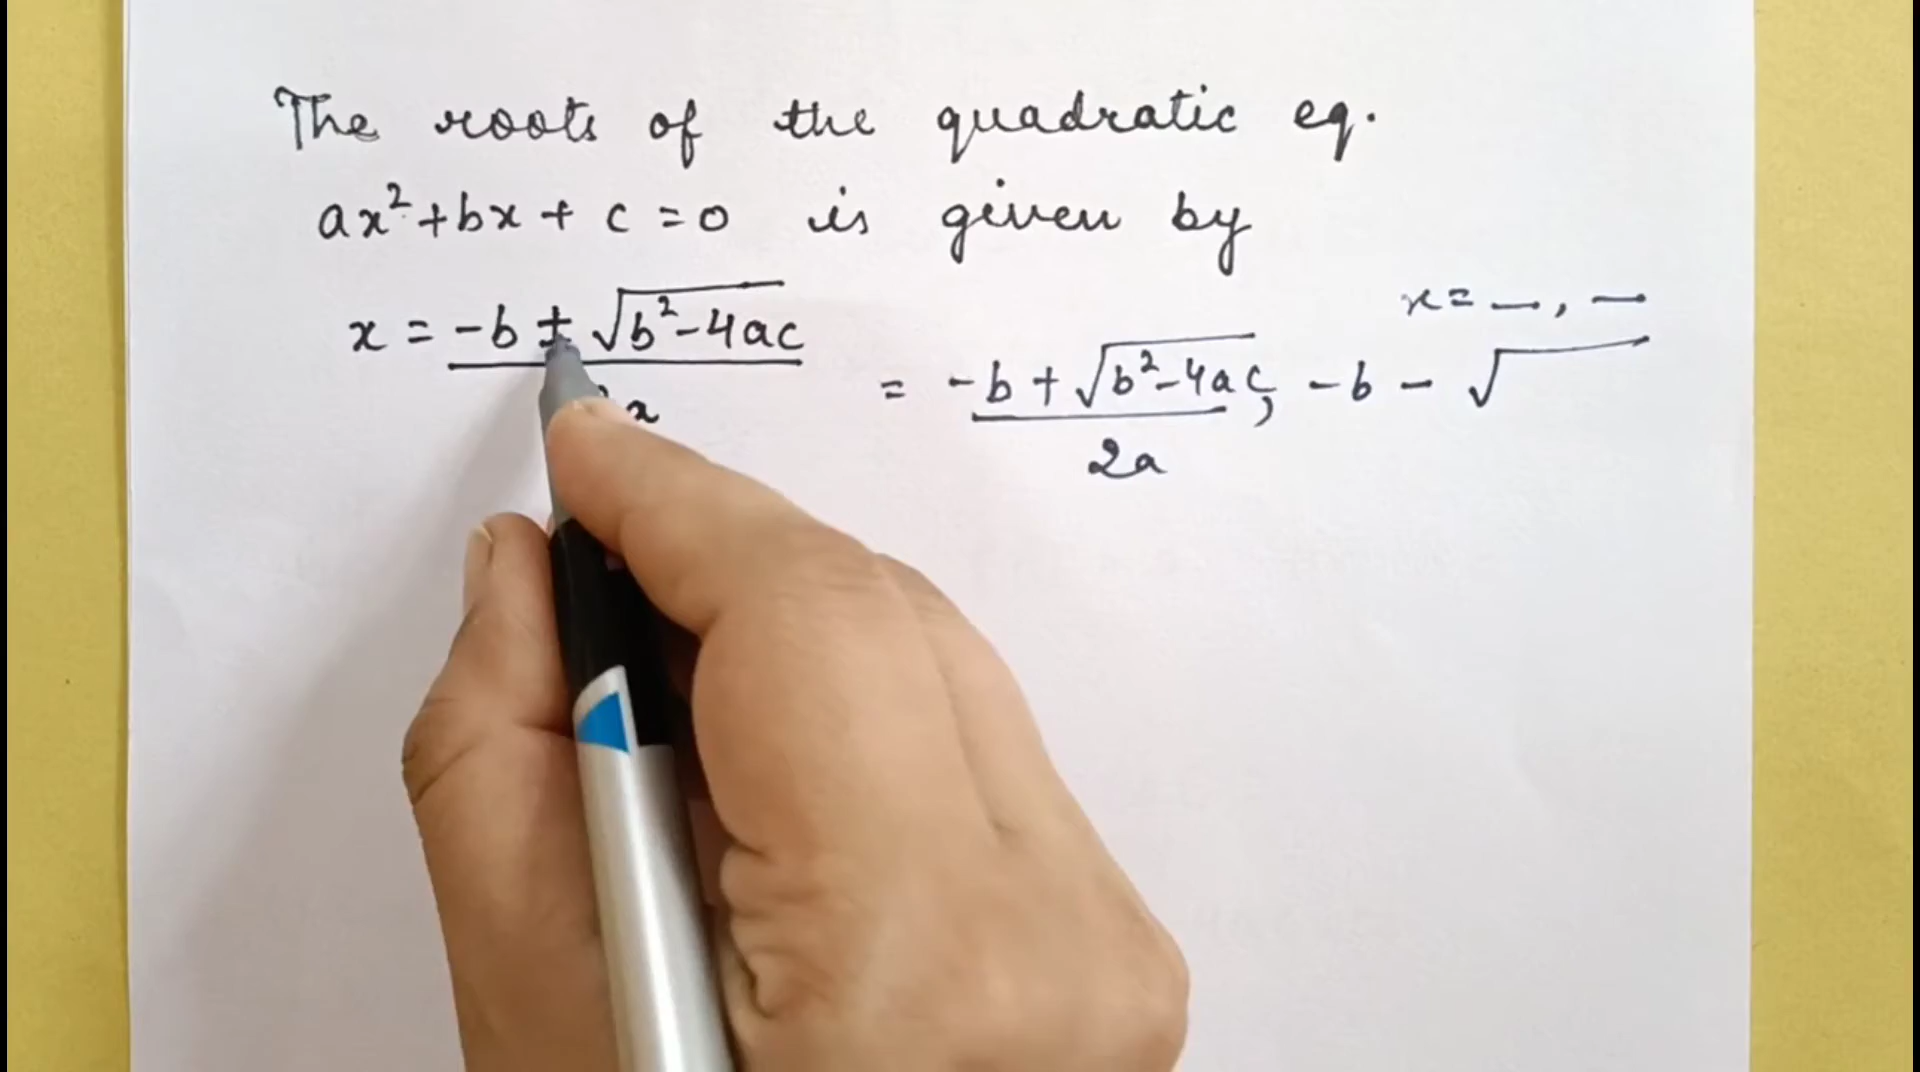 The roots of the quadratic eq.
ax²+bx + c = 0 is given by
x = -b ± √b²-4ac
a
x = —, —
= -b + √b²-4ac, -b - √
2a